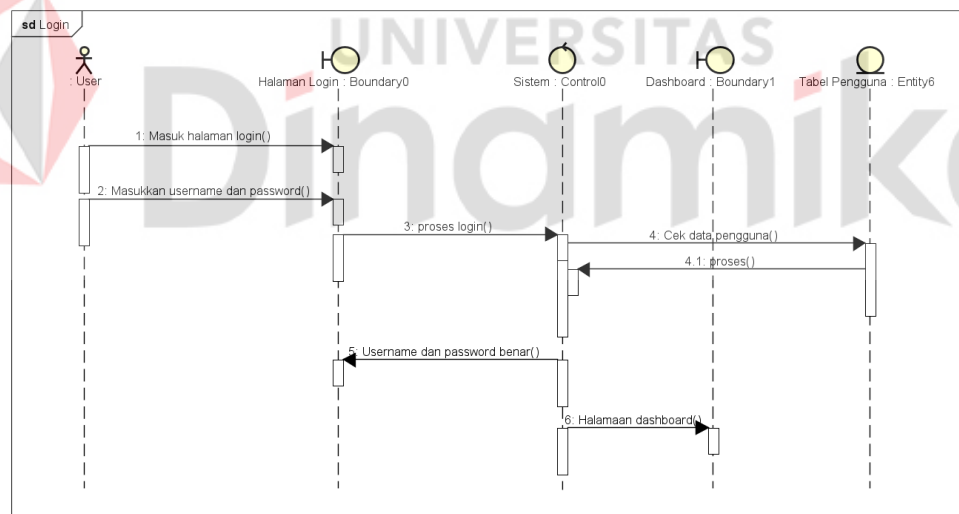 sd Login
UNIVERSITAS
Dinamika
: User
Halaman Login : Boundary0
Sistem : Control0
Dashboard : Boundary1
Tabel Pengguna : Entity6
1: Masuk halaman login()
2: Masukkan username dan password()
3: proses login()
4: Cek data pengguna()
4.1: proses()
5: Username dan password benar()
6: Halamaan dashboard()